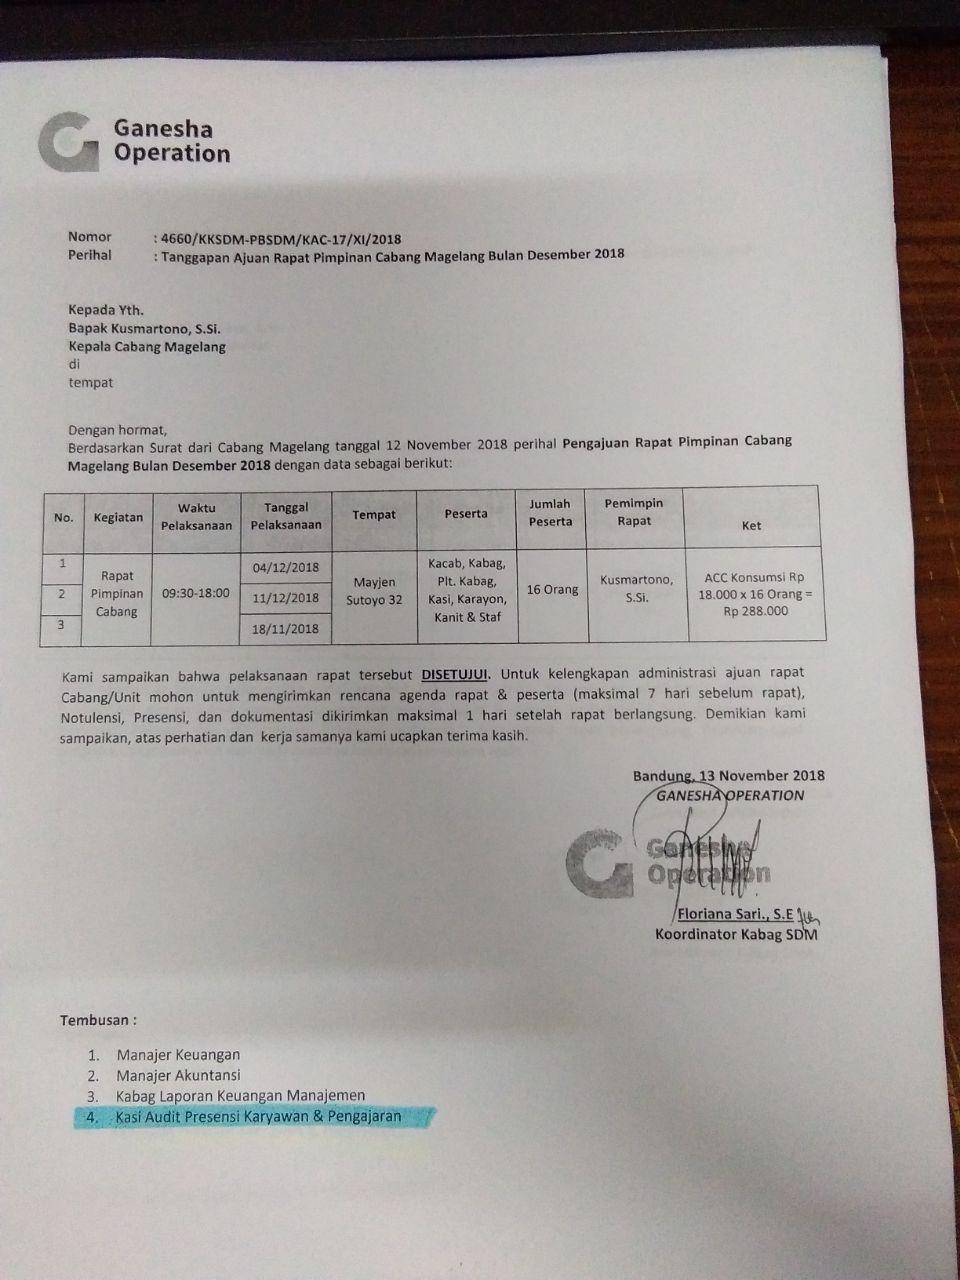 Ganesha
Operation
Nomor : 4660/KKSDM-PBSDM/KAC-17/XI/2018
Perihal : Tanggapan Ajuan Rapat Pimpinan Cabang Magelang Bulan Desember 2018
Kepada Yth.
Bapak Kusmartono, S.Si.
Kepala Cabang Magelang
di
tempat
Dengan hormat,
Berdasarkan Surat dari Cabang Magelang tanggal 12 November 2018 perihal Pengajuan Rapat Pimpinan Cabang
Magelang Bulan Desember 2018 dengan data sebagai berikut:
No. Kegiatan Waktu Pelaksanaan Tanggal Pelaksanaan Tempat Peserta Jumlah Peserta Pemimpin Rapat Ket
1 Rapat Pimpinan Cabang 09:30-18:00 04/12/2018 Mayjen Sutoyo 32 Kacab, Kabag, Plt. Kabag, Kasi, Karayon, Kanit & Staf 16 Orang Kusmartono, S.Si. ACC Konsumsi Rp 18.000 x 16 Orang = Rp 288.000
2 11/12/2018
3 18/11/2018
Kami sampaikan bahwa pelaksanaan rapat tersebut DISETUJUI. Untuk kelengkapan administrasi ajuan rapat
Cabang/Unit mohon untuk mengirimkan rencana agenda rapat & peserta (maksimal 7 hari sebelum rapat),
Notulensi, Presensi, dan dokumentasi dikirimkan maksimal 1 hari setelah rapat berlangsung. Demikian kami
sampaikan, atas perhatian dan kerja samanya kami ucapkan terima kasih.
Bandung, 13 November 2018
GANESHA OPERATION
Ganesha
Operation
Floriana Sari., S.E
Koordinator Kabag SDM
Tembusan :
1. Manajer Keuangan
2. Manajer Akuntansi
3. Kabag Laporan Keuangan Manajemen
4. Kasi Audit Presensi Karyawan & Pengajaran